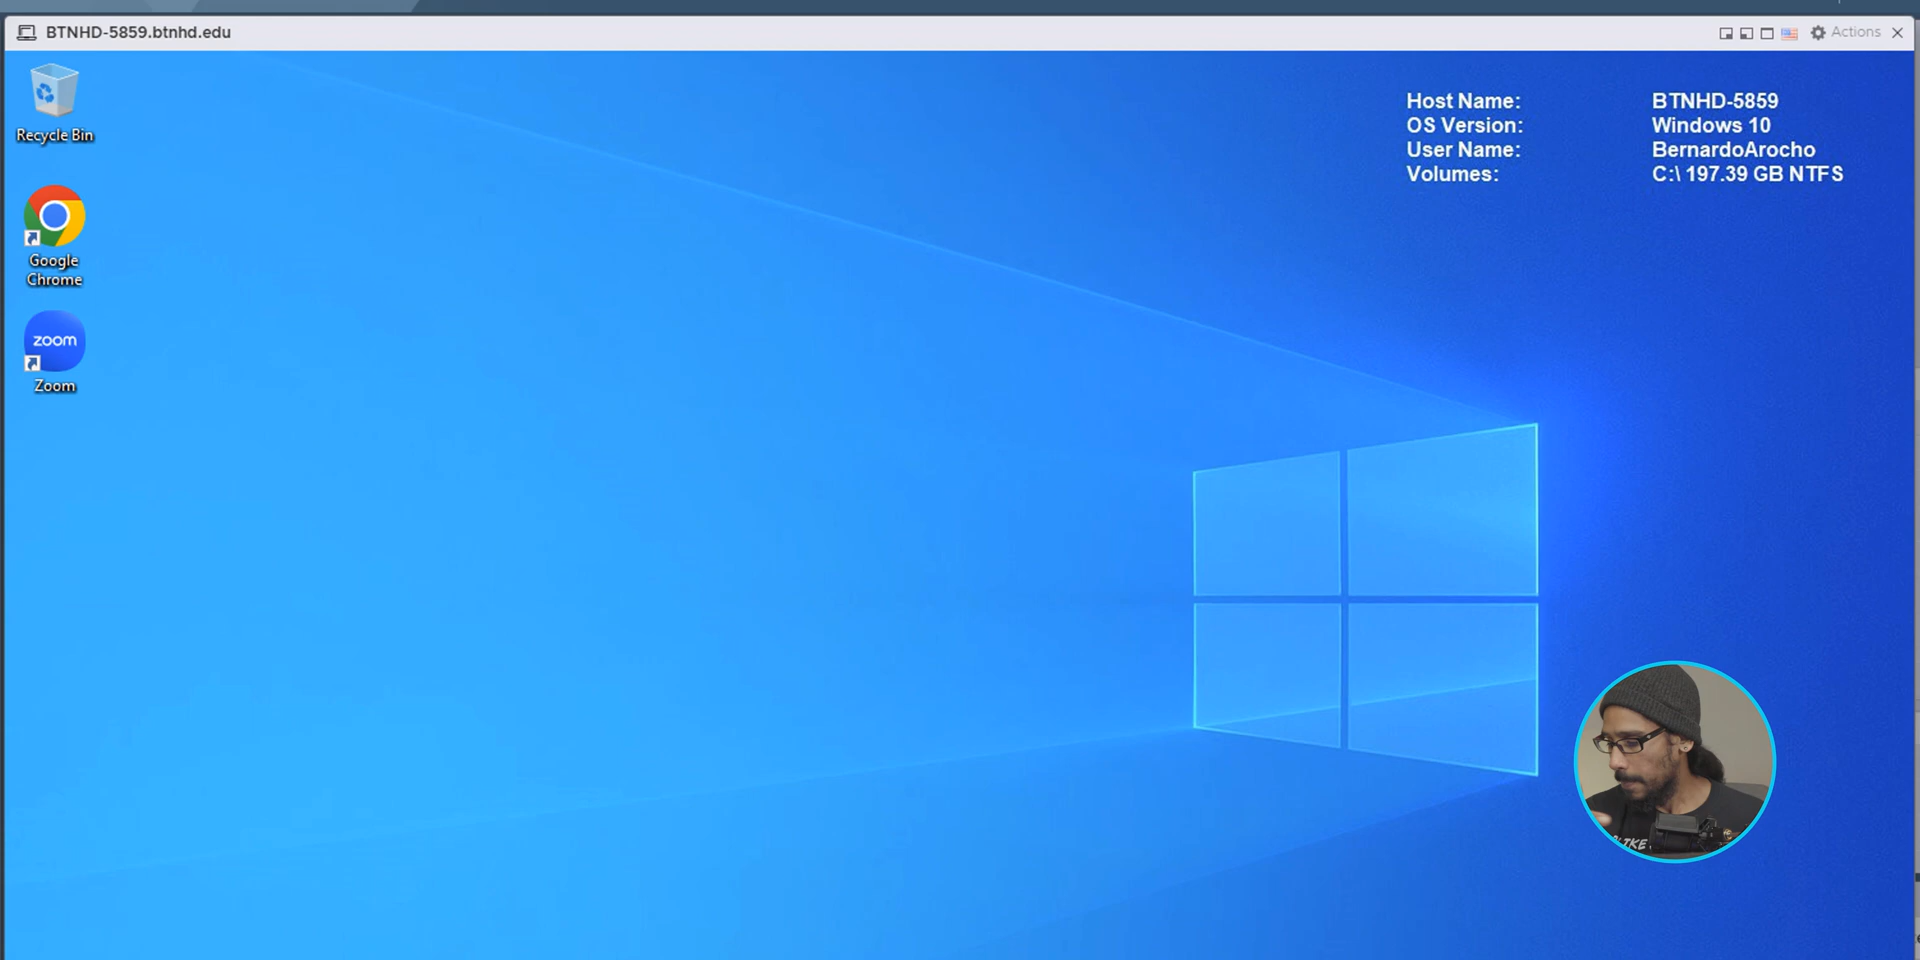 BTNHD-5859.btnhd.edu
Actions
Recycle Bin
Google
Chrome
zoom
Zoom
Host Name: BTNHD-5859
OS Version: Windows 10
User Name: BernardoArocho
Volumes: C:\ 197.39 GB NTFS